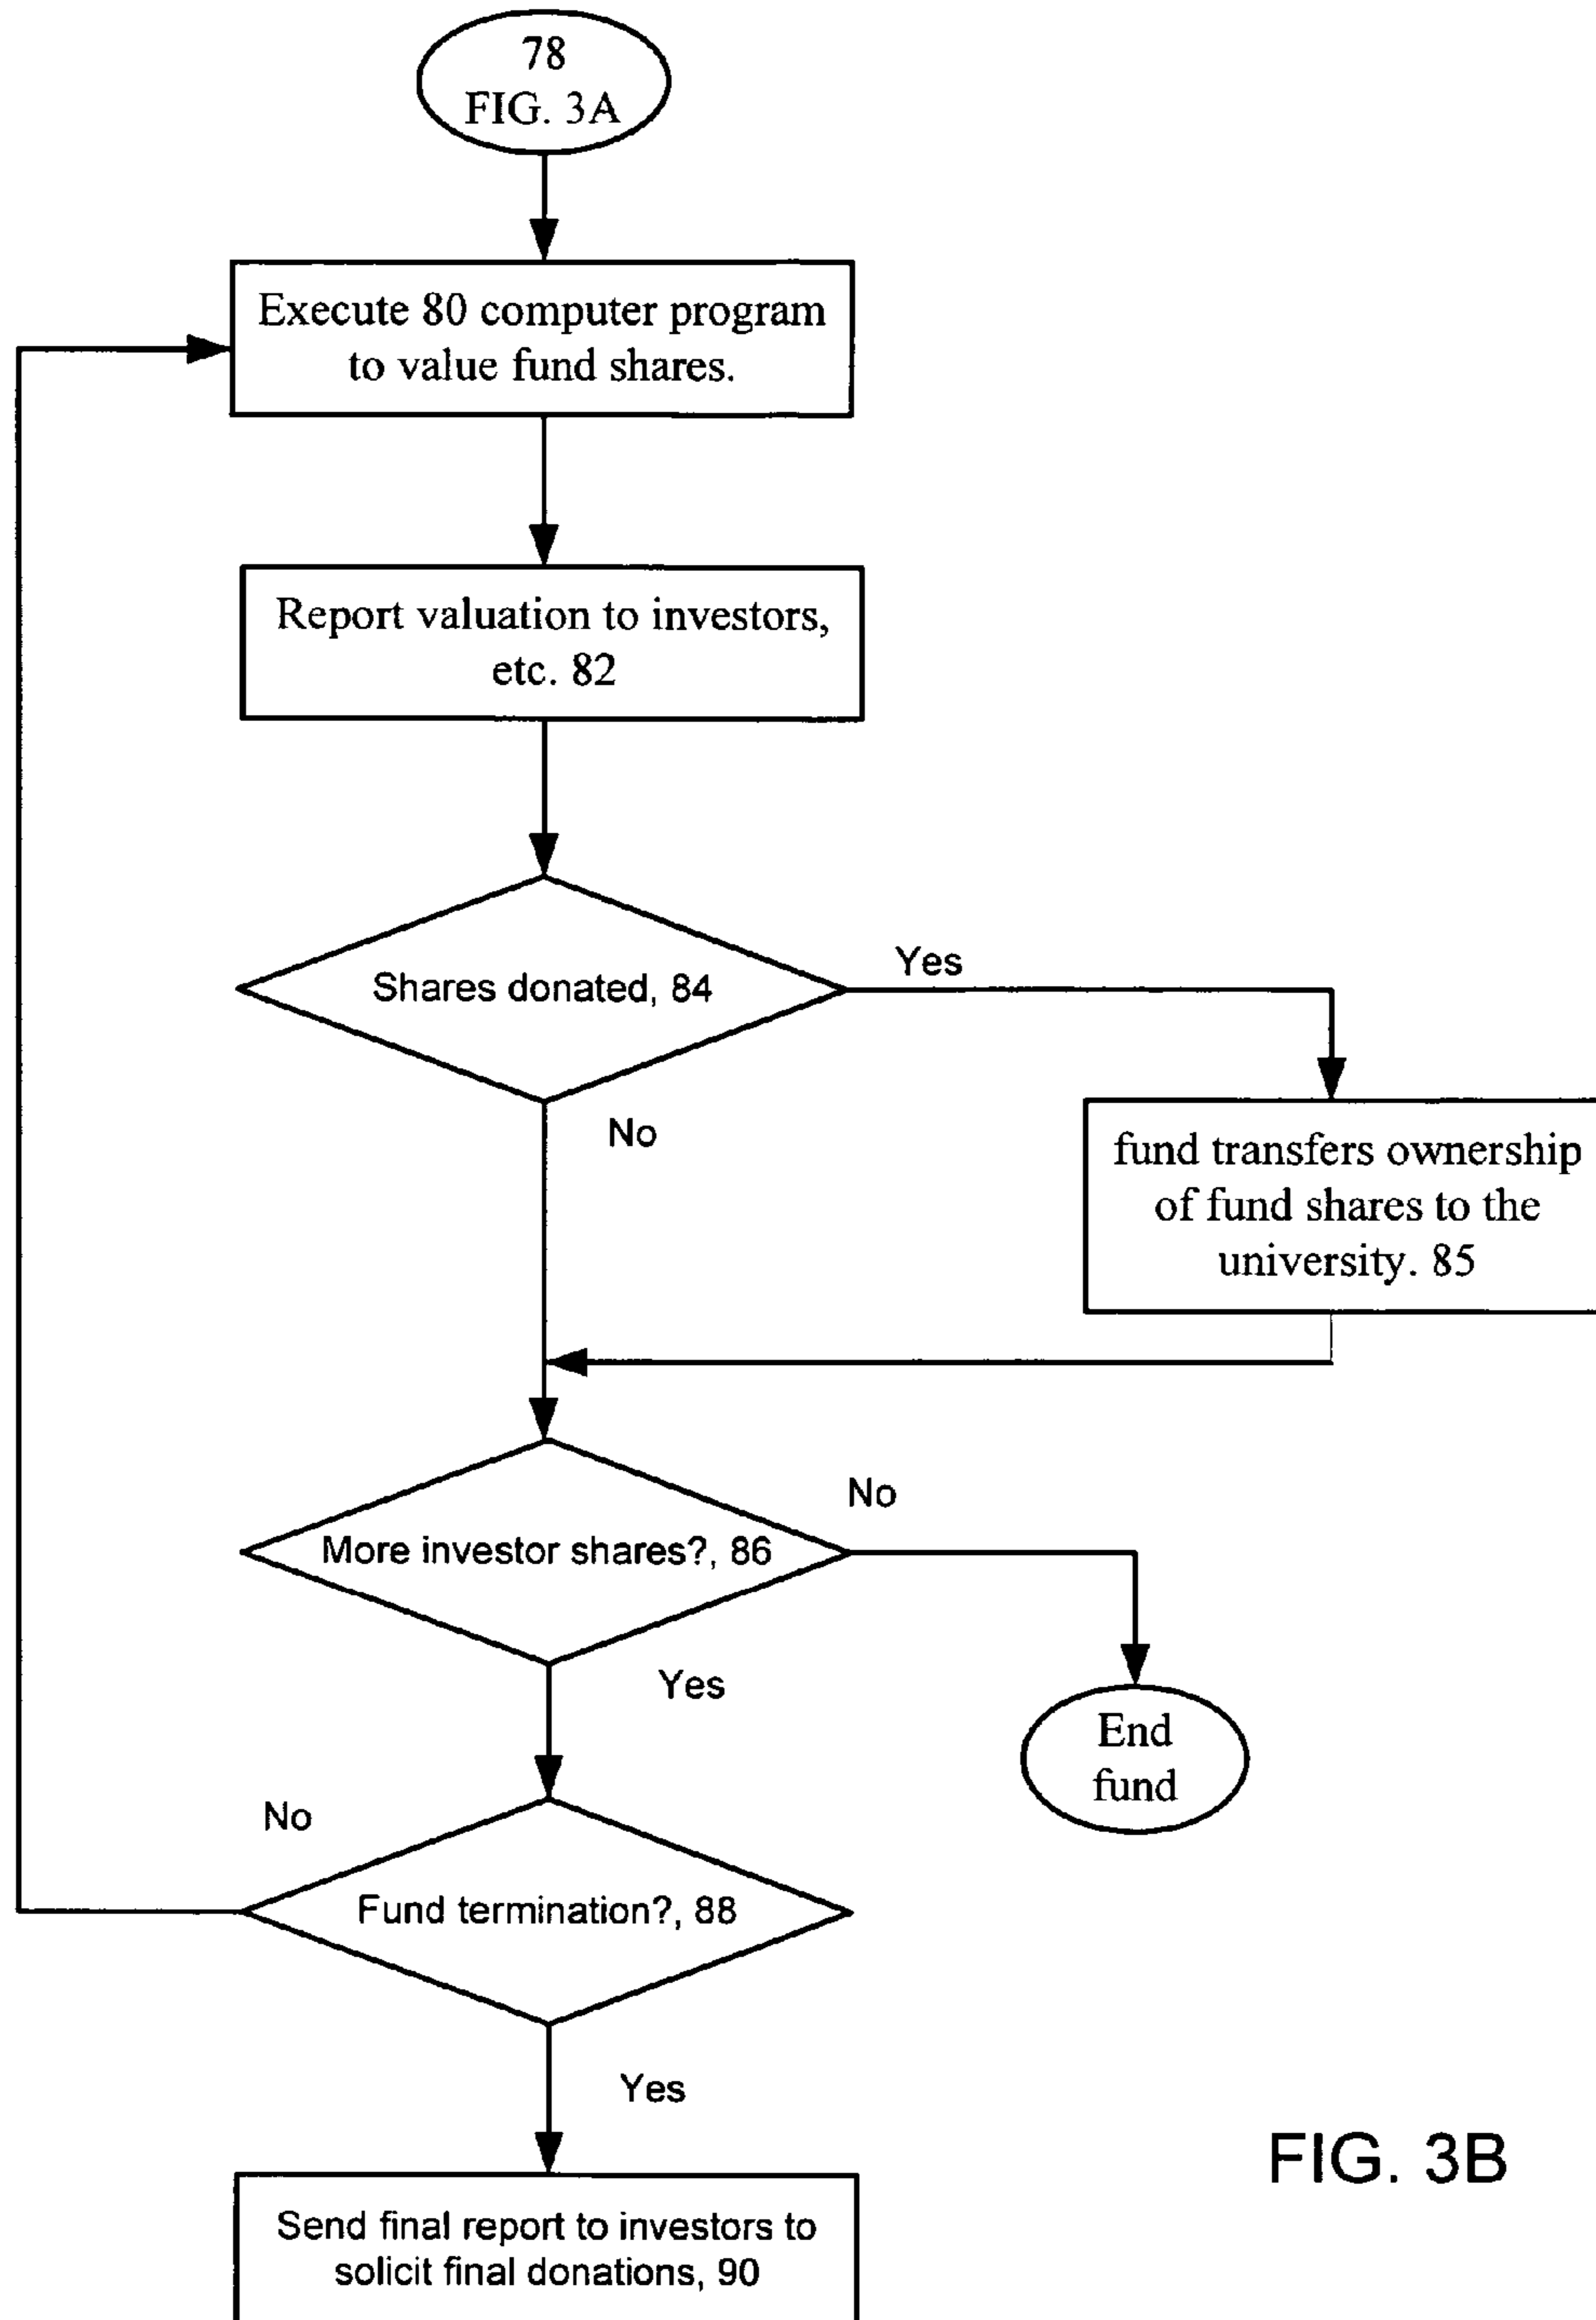 78
FIG. 3A
Execute 80 computer program
to value fund shares.
Report valuation to investors,
etc. 82
Shares donated, 84
Yes
No
fund transfers ownership
of fund shares to the
university. 85
More investor shares?, 86
No
Yes
End
fund
No
Fund termination?, 88
Yes
Send final report to investors to
solicit final donations, 90
FIG. 3B